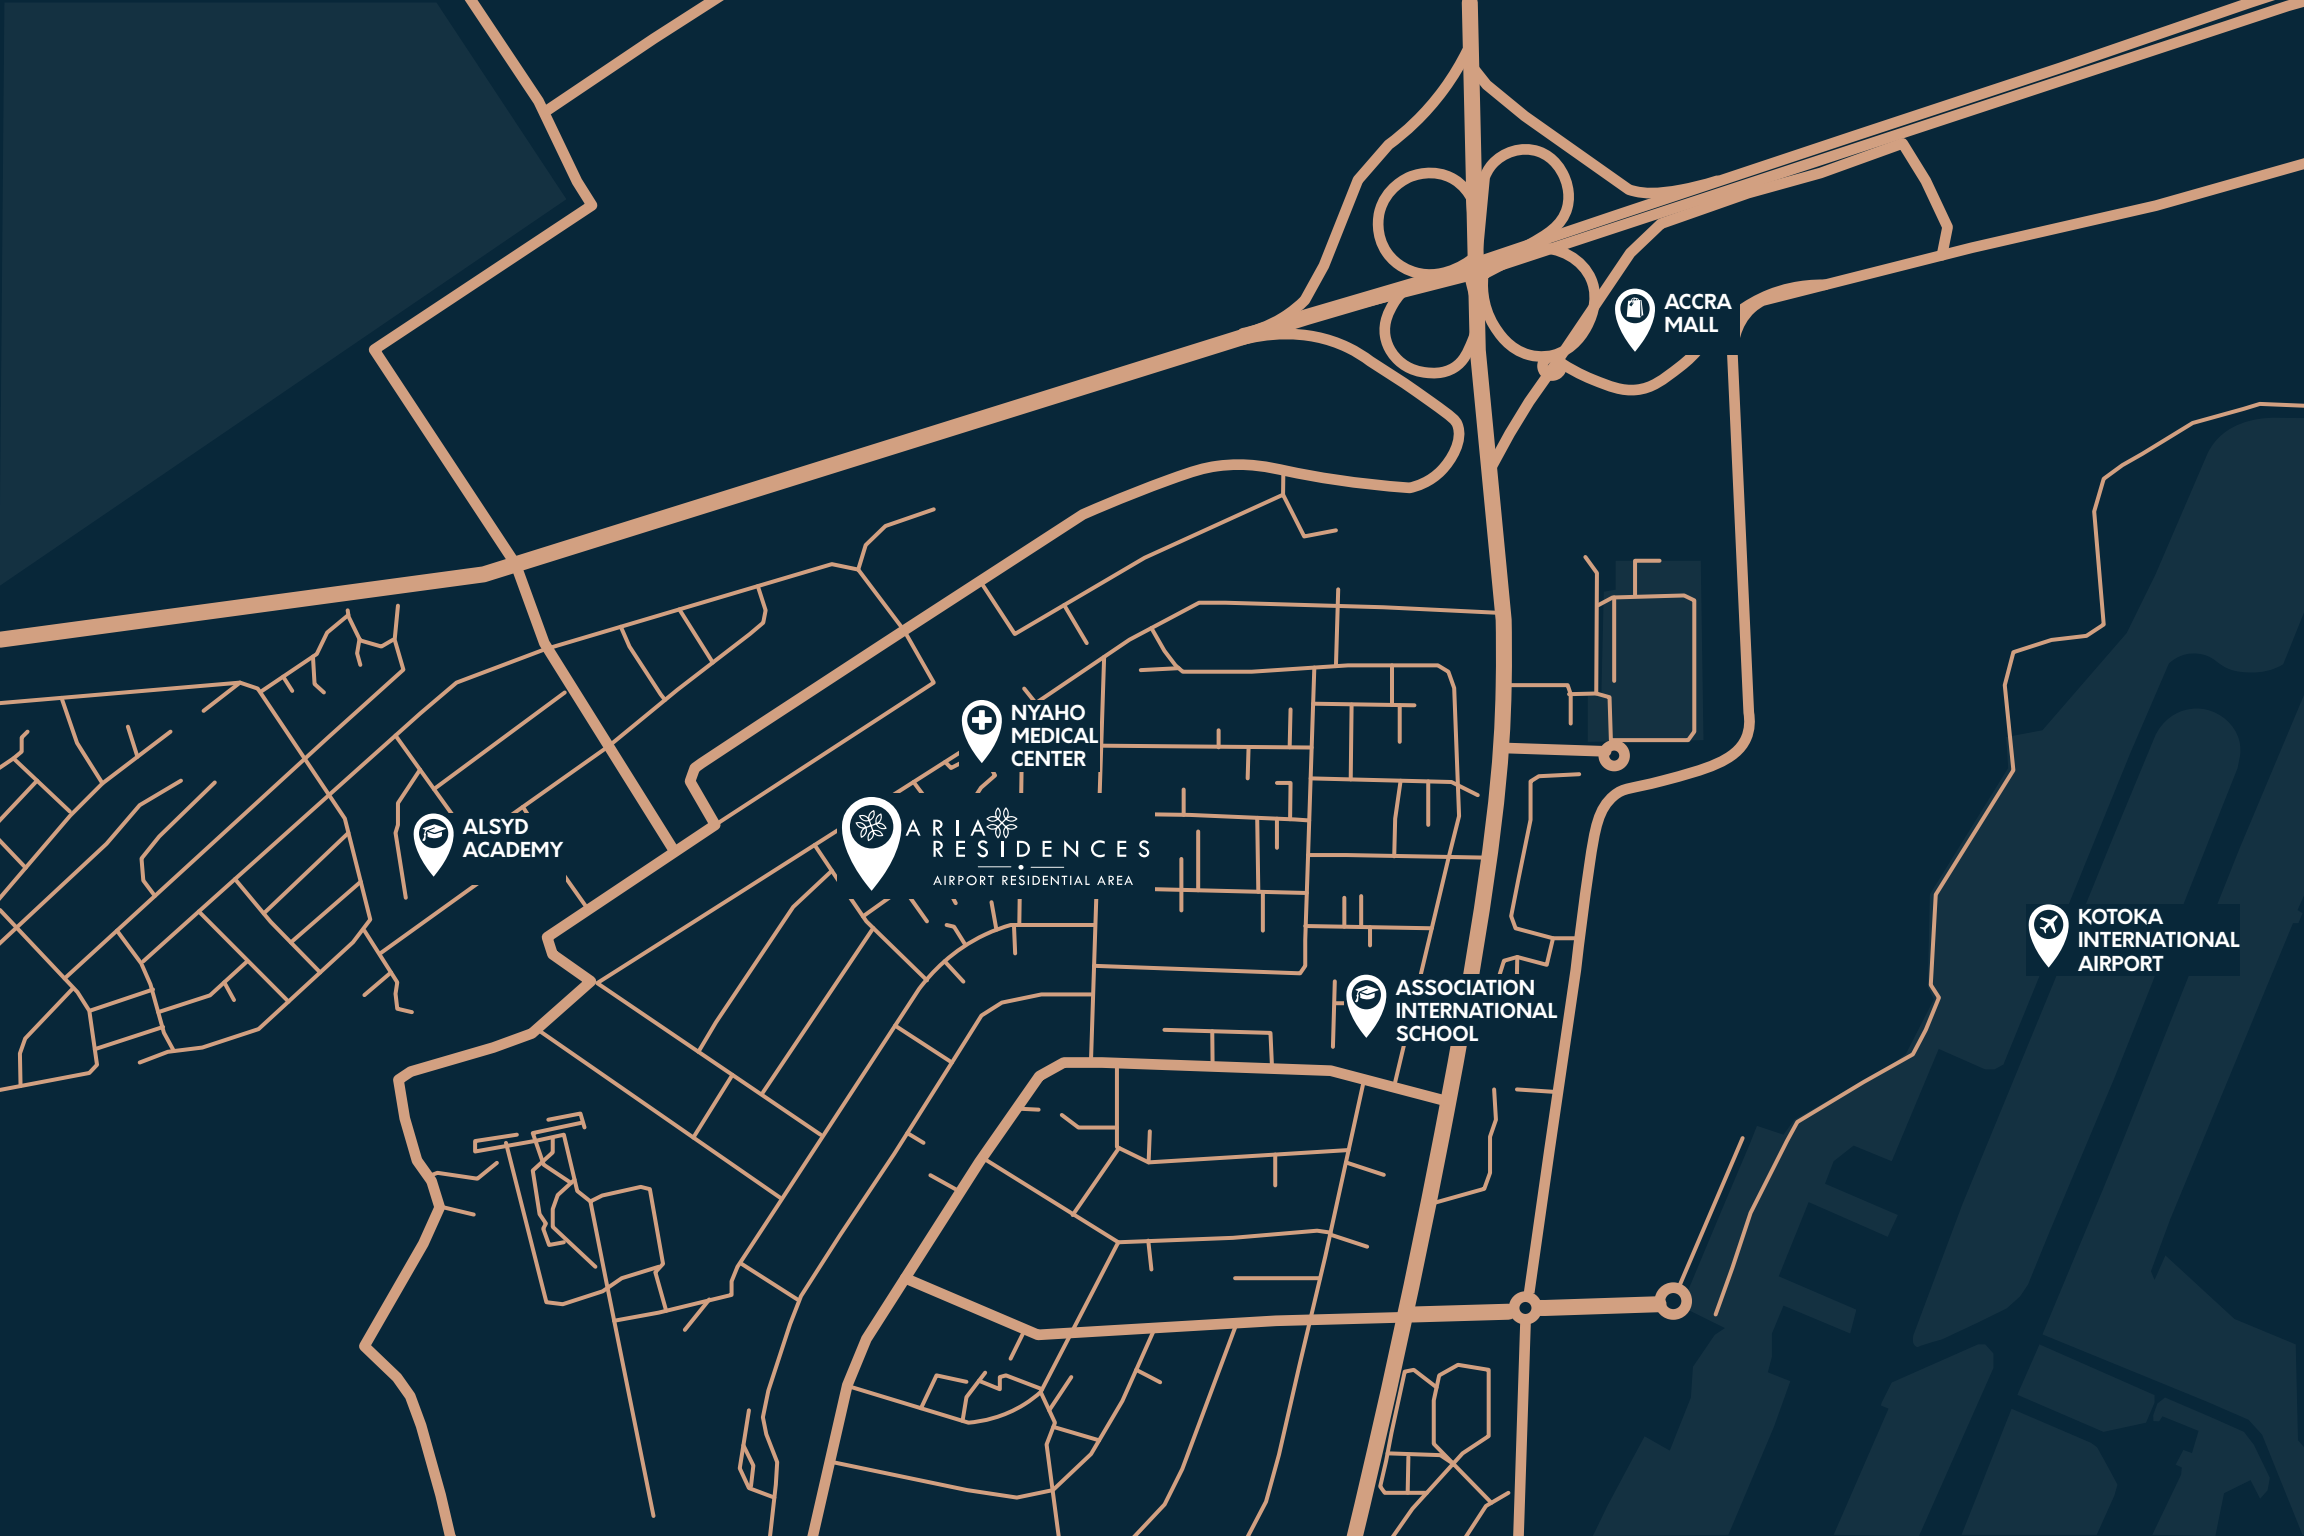 ACCRA
MALL
NYAHO
MEDICAL
CENTER
ALSYD
ACADEMY
ARIA
RESIDENCES
AIRPORT RESIDENTIAL AREA
KOTOKA
INTERNATIONAL
AIRPORT
ASSOCIATION
INTERNATIONAL
SCHOOL